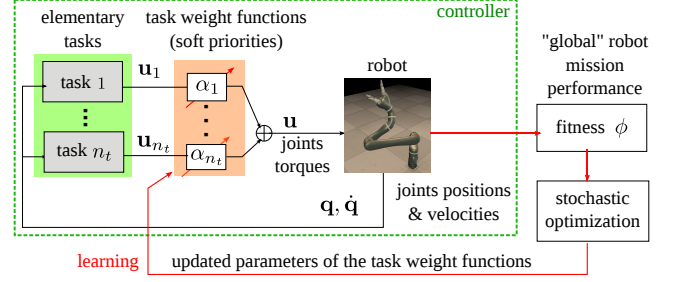 controller
elementary
tasks
task weight functions
(soft priorities)
task 1
u₁
α₁
task nₜ
uₙₜ
αₙₜ
⊕
u
joints
torques
robot
"global" robot
mission
performance
fitness ϕ
stochastic
optimization
joints positions
& velocities
q, q̇
learning
updated parameters of the task weight functions